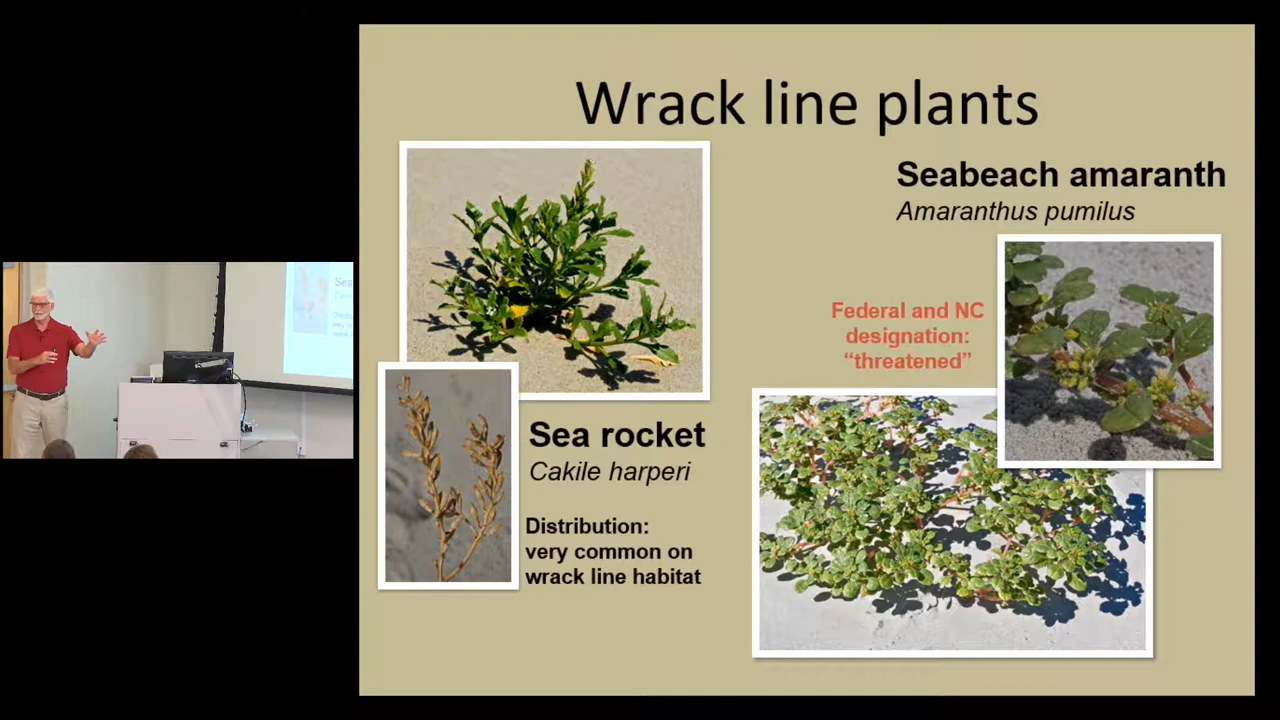 Wrack line plants
Seabeach amaranth
Amaranthus pumilus
Federal and NC
designation:
“threatened”
Sea rocket
Cakile harperi
Distribution:
very common on
wrack line habitat